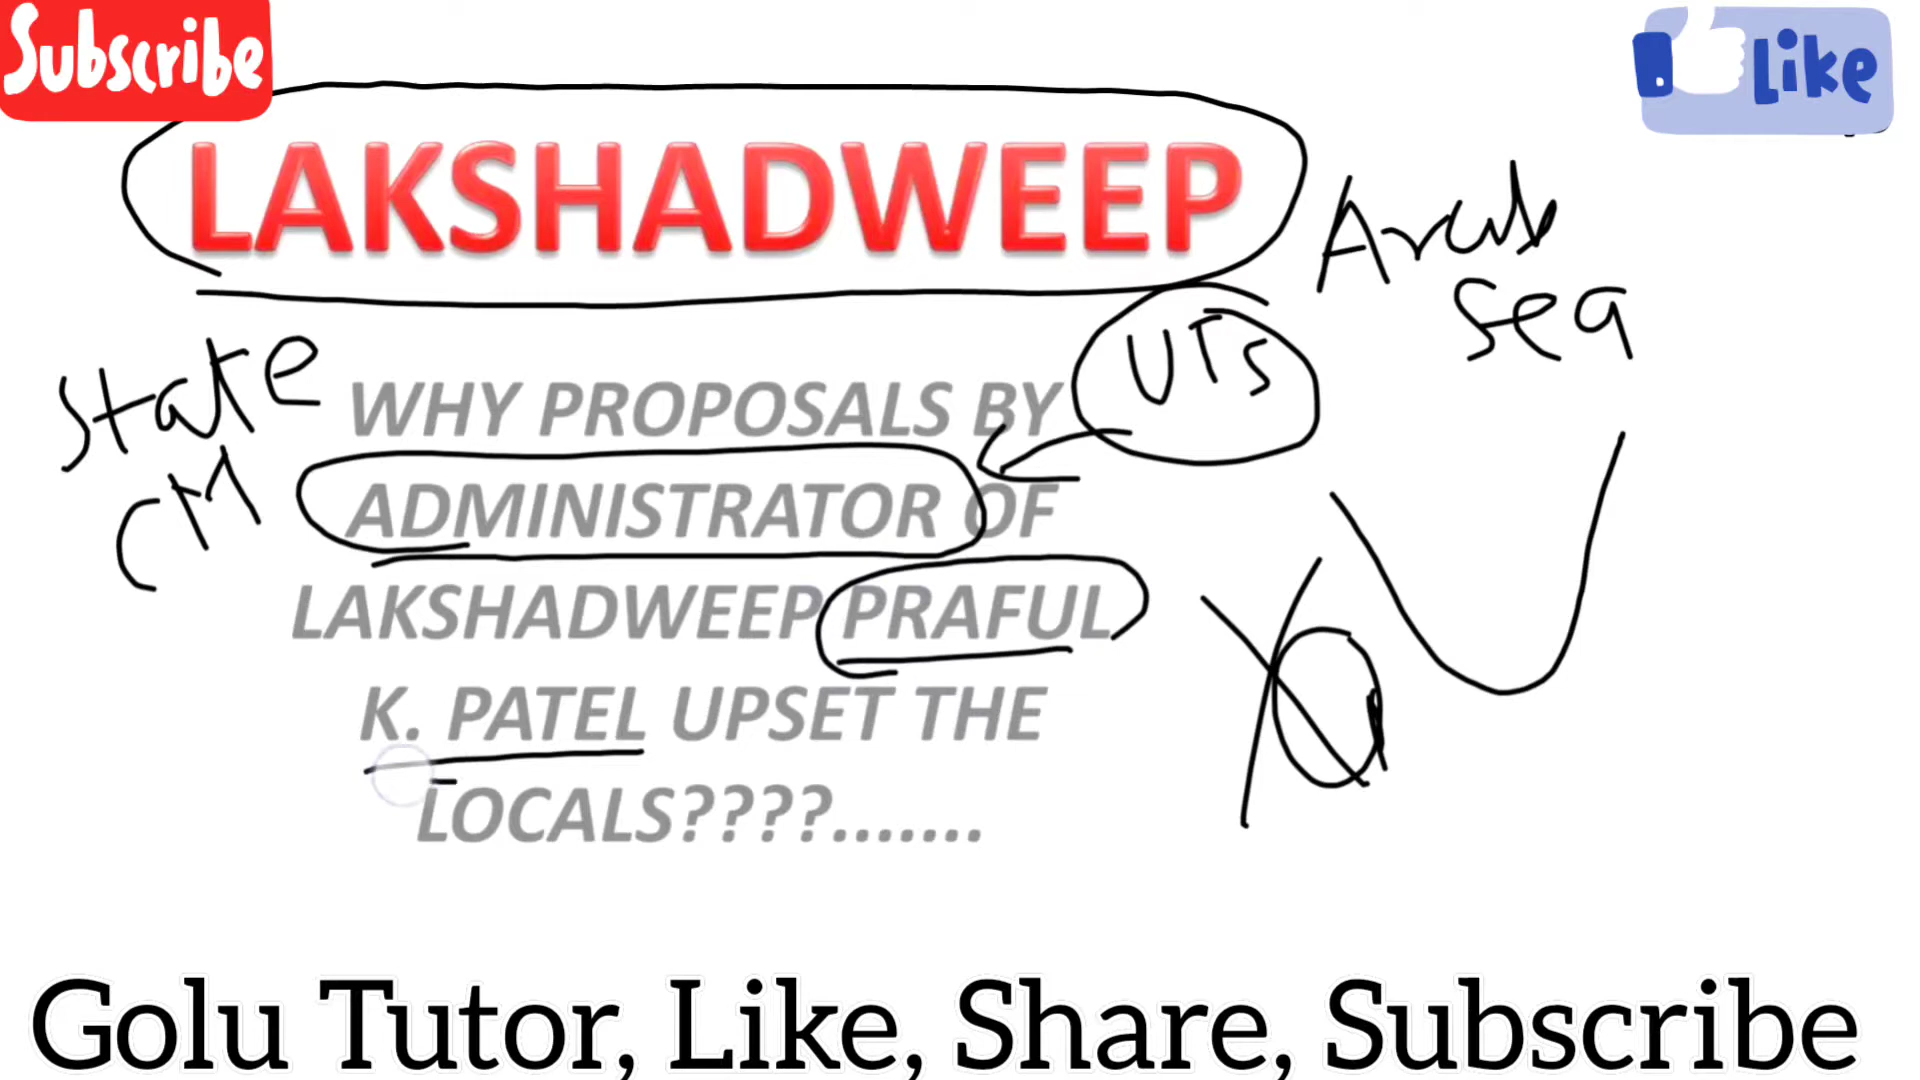 Subscribe
Like
LAKSHADWEEP
Arab
Sea
UTs
State
CM
WHY PROPOSALS BY
ADMINISTRATOR OF
LAKSHADWEEP PRAFUL
K. PATEL UPSET THE
LOCALS????.......
Golu Tutor, Like, Share, Subscribe